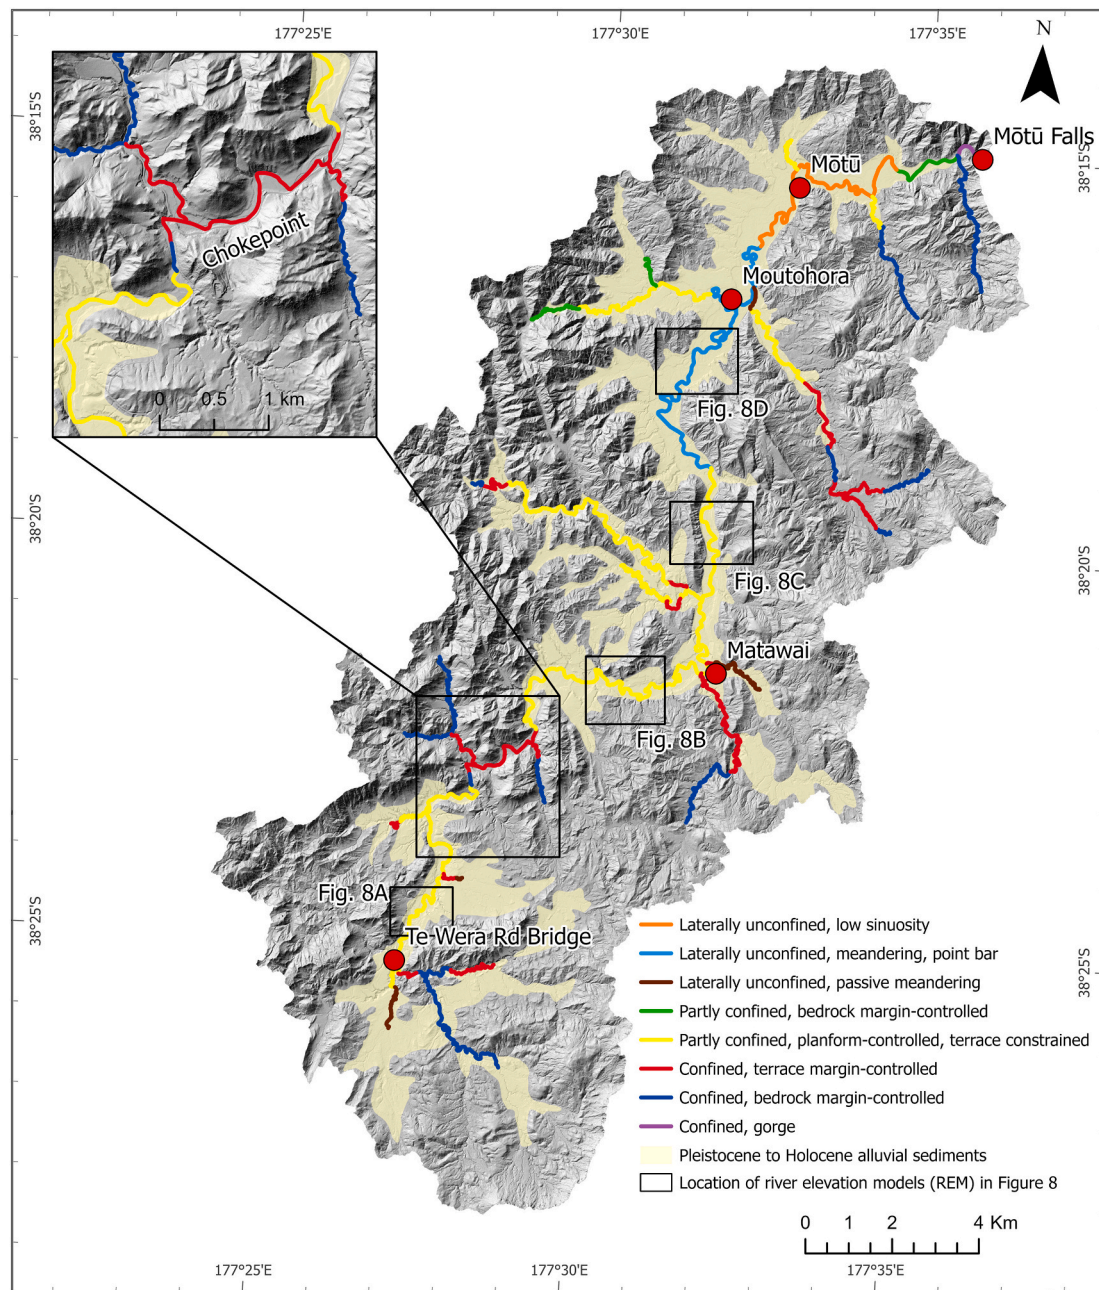 177°25'E
177°30'E
177°35'E
N
38°15'S
38°15'S
Mōtū Falls
Mōtū
Chokepoint
Moutohora
0 0.5 1 km
Fig. 8D
38°20'S
38°20'S
Fig. 8C
Matawai
Fig. 8B
Fig. 8A
38°25'S
38°25'S
Te-Wera Rd Bridge
Laterally unconfined, low sinuosity
Laterally unconfined, meandering, point bar
Laterally unconfined, passive meandering
Partly confined, bedrock margin-controlled
Partly confined, planform-controlled, terrace constrained
Confined, terrace margin-controlled
Confined, bedrock margin-controlled
Confined, gorge
Pleistocene to Holocene alluvial sediments
Location of river elevation models (REM) in Figure 8
0 1 2 4 Km
177°25'E
177°30'E
177°35'E